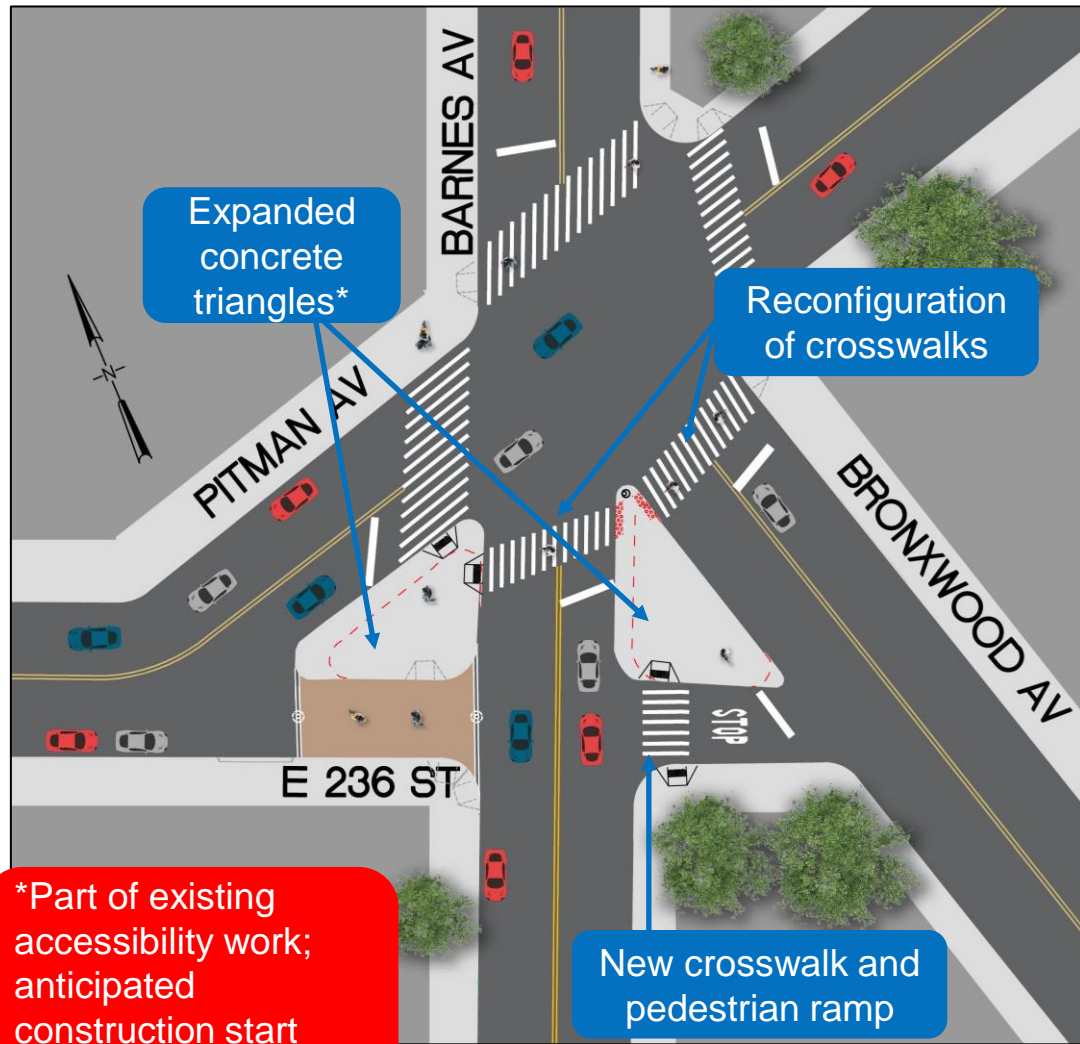 BARNES AV
Expanded
concrete
triangles*
Reconfiguration
of crosswalks
N
PITMAN AV
BRONXWOOD AV
STOP
E 236 ST
*Part of existing
accessibility work;
anticipated
construction start
New crosswalk and
pedestrian ramp